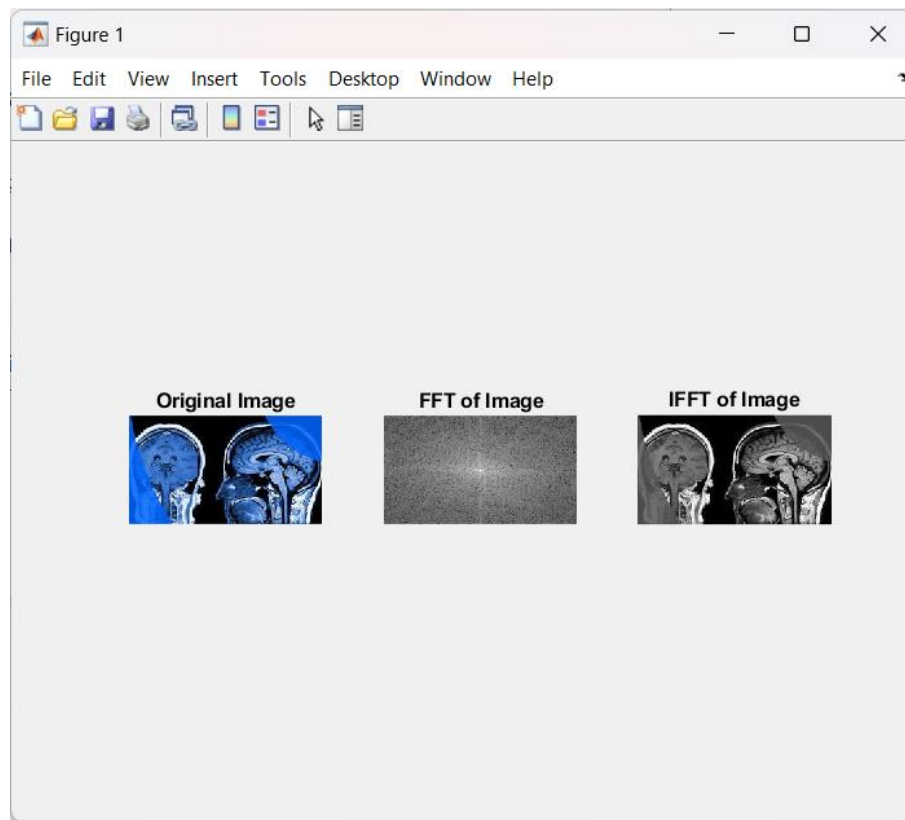 Figure 1
File Edit View Insert Tools Desktop Window Help
Original Image
FFT of Image
IFFT of Image